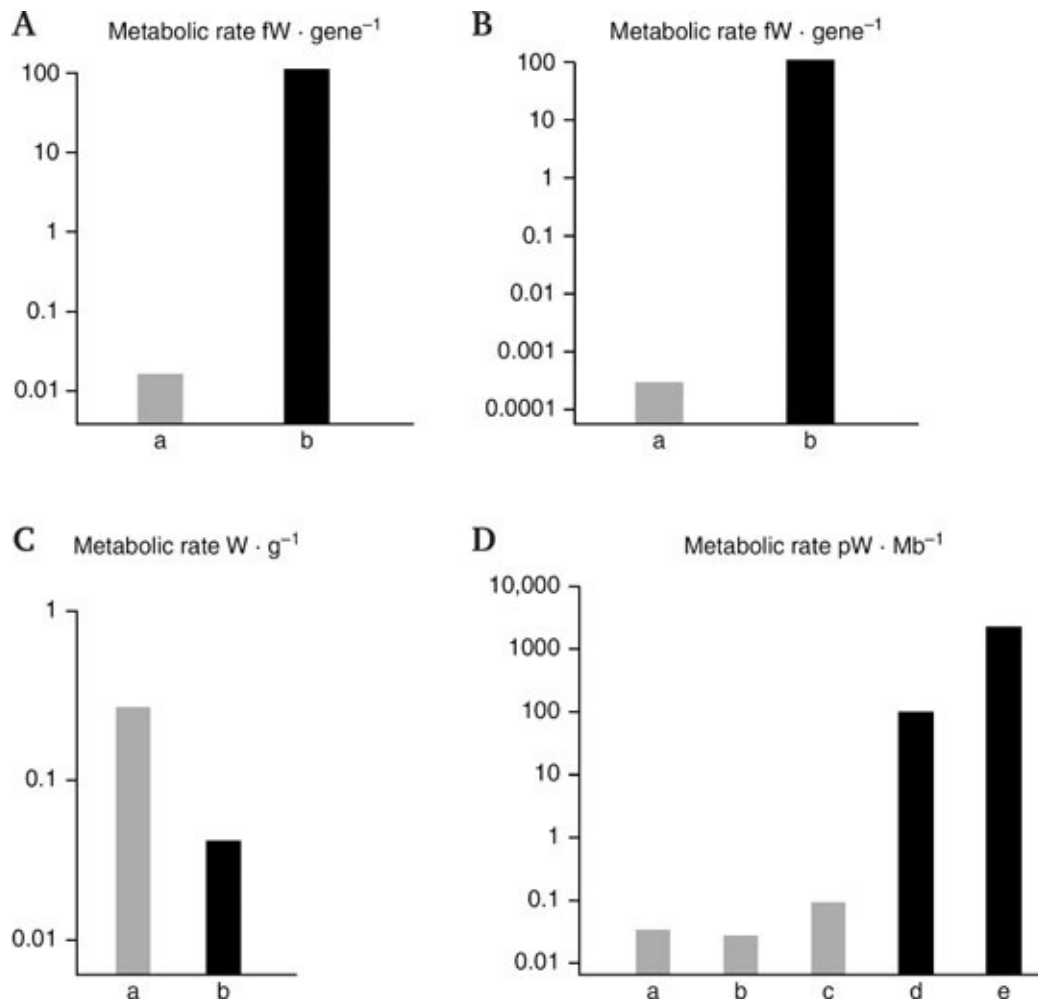 A Metabolic rate fW · gene⁻¹
100
10
1
0.1
0.01
a b
B Metabolic rate fW · gene⁻¹
100
10
1
0.1
0.01
0.001
0.0001
a b
C Metabolic rate W · g⁻¹
1
0.1
0.01
a b
D Metabolic rate pW · Mb⁻¹
10,000
1000
100
10
1
0.1
0.01
a b c d e